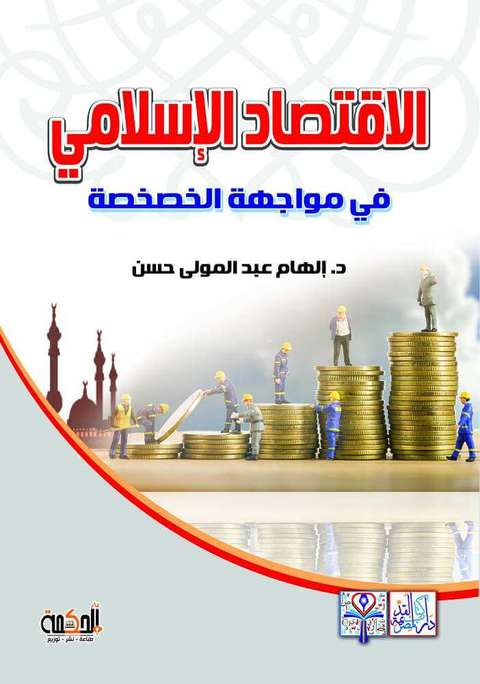 الاقتصاد الإسلامي
في مواجهة الخصخصة
د. إلهام عبد المولى حسن
الحكمة
طباعة - نشر - توزيع